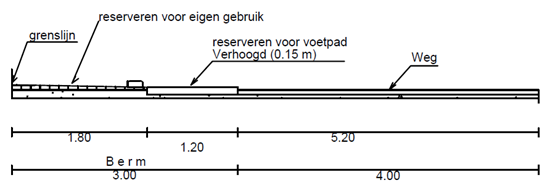 reserveren voor eigen gebruik
grenslijn
reserveren voor voetpad
Verhoogd (0.15 m)
Weg
1.80
1.20
5.20
Berm
3.00
4.00